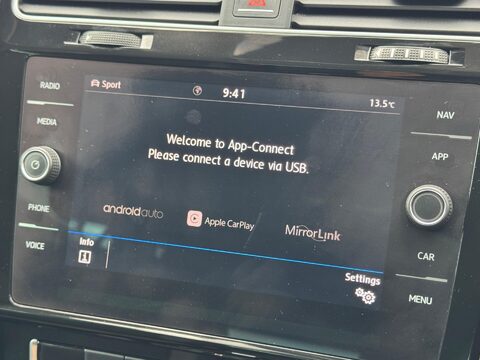 RADIO
MEDIA
PHONE
VOICE
Sport
9:41
13.5°C
Welcome to App-Connect
Please connect a device via USB.
androidauto
Apple CarPlay
MirrorLink
Info
Settings
NAV
APP
CAR
MENU